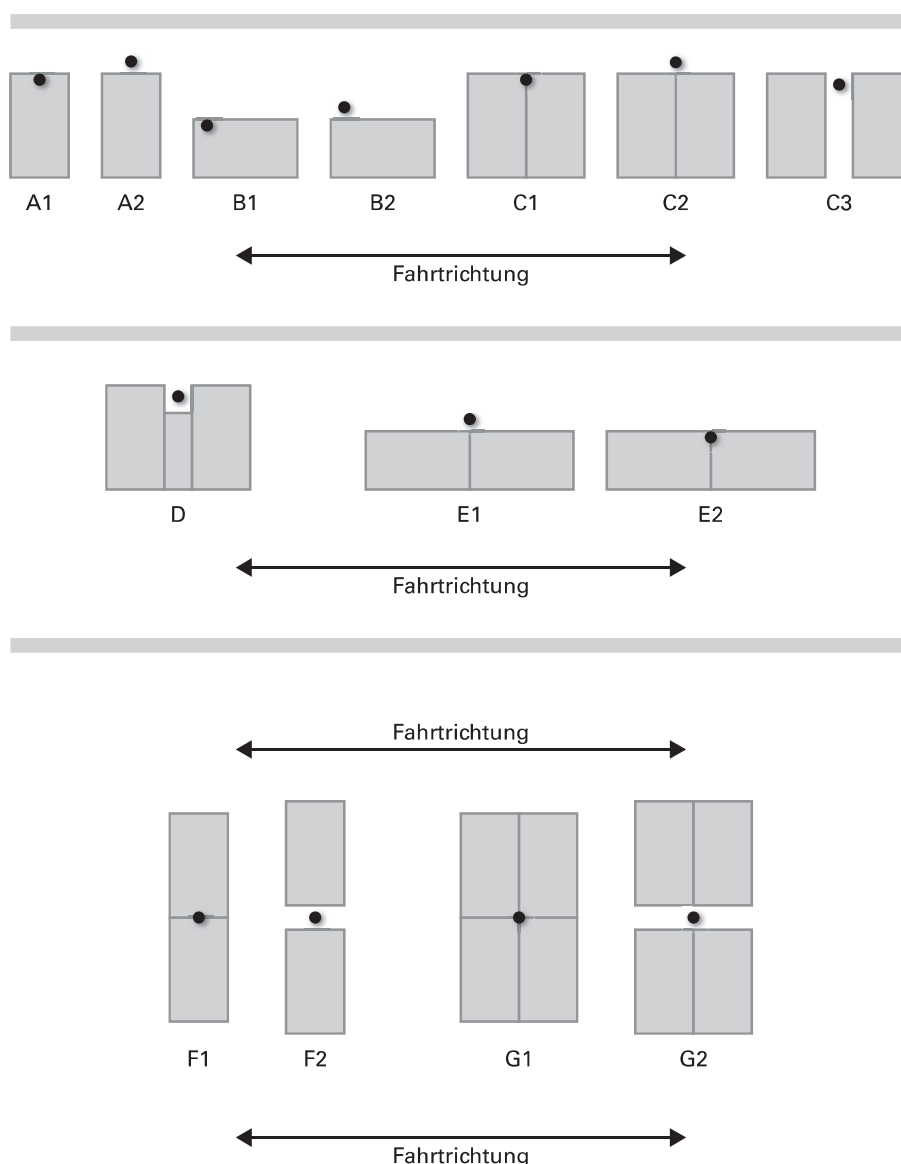 A1 A2 B1 B2 C1 C2 C3
Fahrtrichtung
D E1 E2
Fahrtrichtung
Fahrtrichtung
F1 F2 G1 G2
Fahrtrichtung